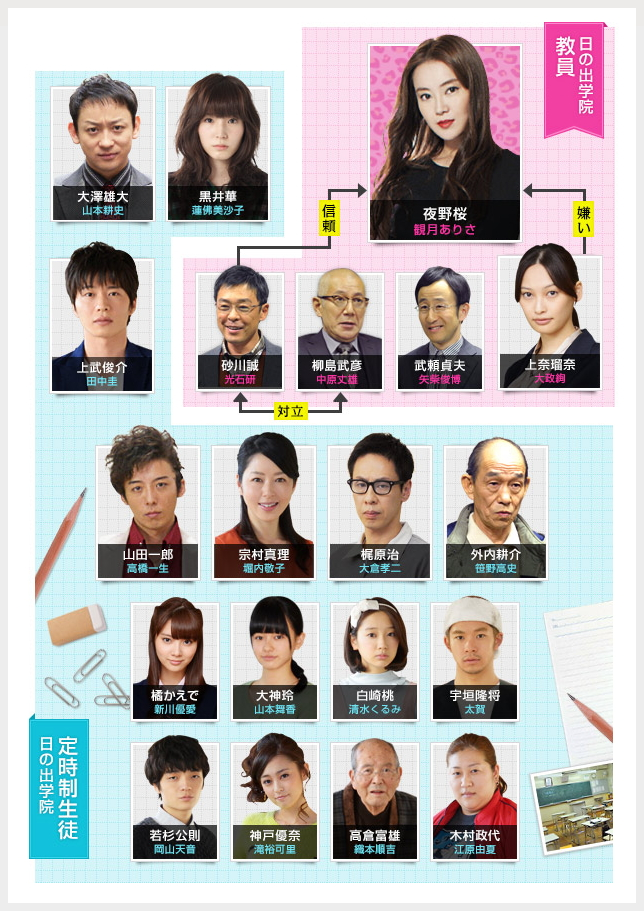 日の出学院
教員
大澤雄大
山本耕史
黒井華
蓮佛美沙子
夜野桜
観月ありさ
信頼
嫌い
上武俊介
田中圭
砂川誠
光石研
柳島武彦
中原丈雄
武頼貞夫
矢柴俊博
上奈瑠奈
大政絢
対立
山田一郎
高橋一生
宗村真理
堀内敬子
梶原治
大倉孝二
外内耕介
笹野高史
橘かえで
新川優愛
大神玲
山本舞香
白崎桃
清水くるみ
宇垣隆将
太賀
定時制生徒
日の出学院
若杉公則
岡山天音
神戸優奈
滝裕可里
高倉富雄
織本順吉
木村政代
江原由夏